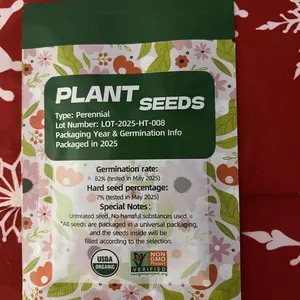 PLANT SEEDS
Type: Perennial
Lot Number: LOT-2025-HT-008
Packaging Year & Germination Info
Packaged in 2025
Germination rate:
82% (tested in May 2025)
Hard seed percentage:
7% (tested in May 2025)
Special Notes:
Untreated seed, No harmful substances used.
*All seeds are packaged in a universal packaging,
and the seeds inside will be
filled according to the selection.
USDA
ORGANIC
NON
GMO
Project
VERIFIED
nongmoproject.org